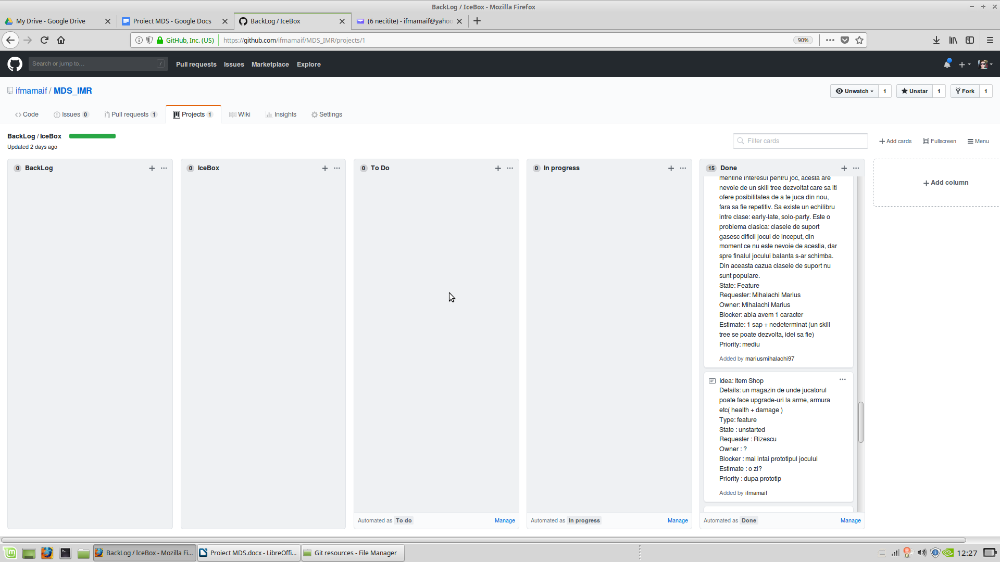 BackLog / IceBox - Mozilla Firefox
My Drive - Google Drive
Proiect MDS - Google Docs
BackLog / IceBox
(6 necitite) - ifmamaif@yahoo
GitHub, Inc. (US)
https://github.com/ifmamaif/MDS_IMR/projects/1
90%
Search or jump to…
/
Pull requests
Issues
Marketplace
Explore
ifmamaif / MDS_IMR
Unwatch 1
Unstar 1
Fork 1
Code
Issues 0
Pull requests 1
Projects 1
Wiki
Insights
Settings
BackLog / IceBox
Updated 2 days ago
Filter cards
Add cards
Fullscreen
Menu
0 BackLog
0 IceBox
0 To Do
Automated as To do
Manage
0 In progress
Automated as In progress
Manage
15 Done
mentine interesul pentru joc, acesta are
nevoie de un skill tree dezvoltat care sa iti
ofere posibilitatea de a te juca din nou,
fara sa fie repetitiv. Sa existe un echilibru
intre clase: early-late, solo-party. Este o
problema clasica: clasele de suport
gasesc dificil jocul de inceput, din
moment ce nu este nevoie de acestia, dar
spre finalul jocului balanta s-ar schimba.
Din aceasta cazua clasele de suport nu
sunt populare.
State: Feature
Requester: Mihalachi Marius
Owner: Mihalachi Marius
Blocker: abia avem 1 caracter
Estimate: 1 sap + nedeterminat (un skill
tree se poate dezvolta, idei sa fie)
Priority: mediu
Added by mariusmihalachi97
Idea: Item Shop
Details: un magazin de unde jucatorul
poate face upgrade-uri la arme, armura
etc( health + damage )
Type: feature
State : unstarted
Requester : Rizescu
Owner : ?
Blocker : mai intai prototipul jocului
Estimate : o zi?
Priority : dupa prototip
Added by ifmamaif
Automated as Done
Manage
Add column
BackLog / IceBox - Mozilla Fi...
Proiect MDS.docx - LibreOffi...
Git resources - File Manager
12:27